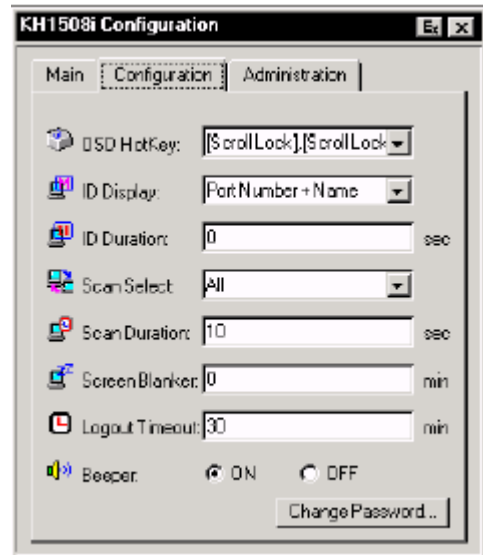 KH1508i Configuration
Main Configuration Administration
OSD HotKey: [ScrollLock],[ScrollLock
ID Display: Port Number + Name
ID Duration: 0 sec
Scan Select: All
Scan Duration: 10 sec
Screen Blanker: 0 min
Logout Timeout: 30 min
Beeper: ON OFF
Change Password...